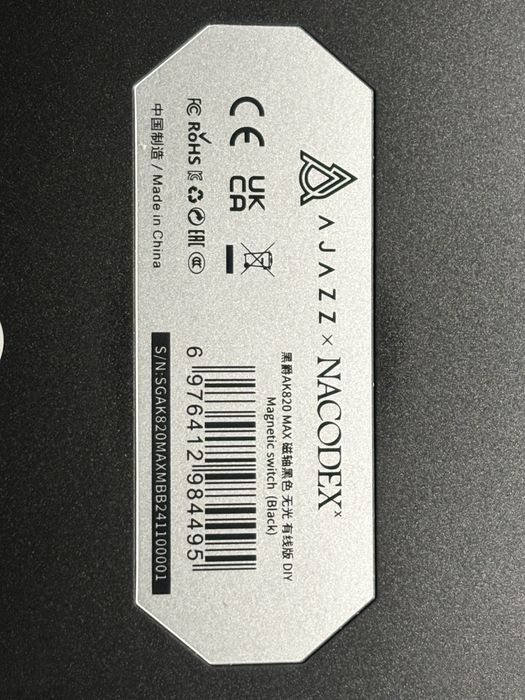 AJAZZ × NACODEX
黑爵AK820 MAX 磁轴黑色 无光 有线版 DIY
Magnetic switch (Black)
CE
UK
CA
6 976412 984495
FC RoHS EAC CCC
中国制造 / Made in China
S/N:SGAK820MAXMBB241100001